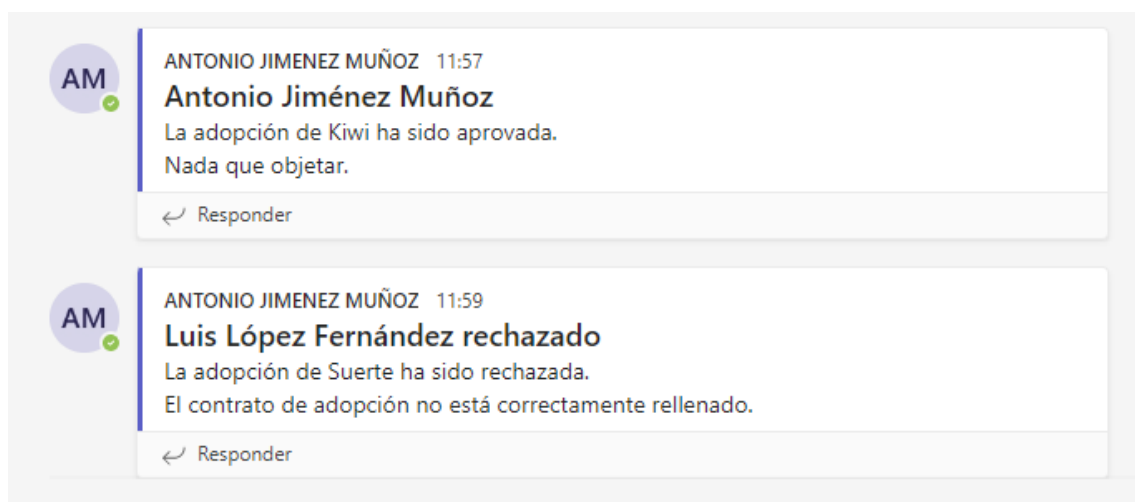 AM
ANTONIO JIMENEZ MUÑOZ 11:57
Antonio Jiménez Muñoz
La adopción de Kiwi ha sido aprovada.
Nada que objetar.
Responder
AM
ANTONIO JIMENEZ MUÑOZ 11:59
Luis López Fernández rechazado
La adopción de Suerte ha sido rechazada.
El contrato de adopción no está correctamente rellenado.
Responder